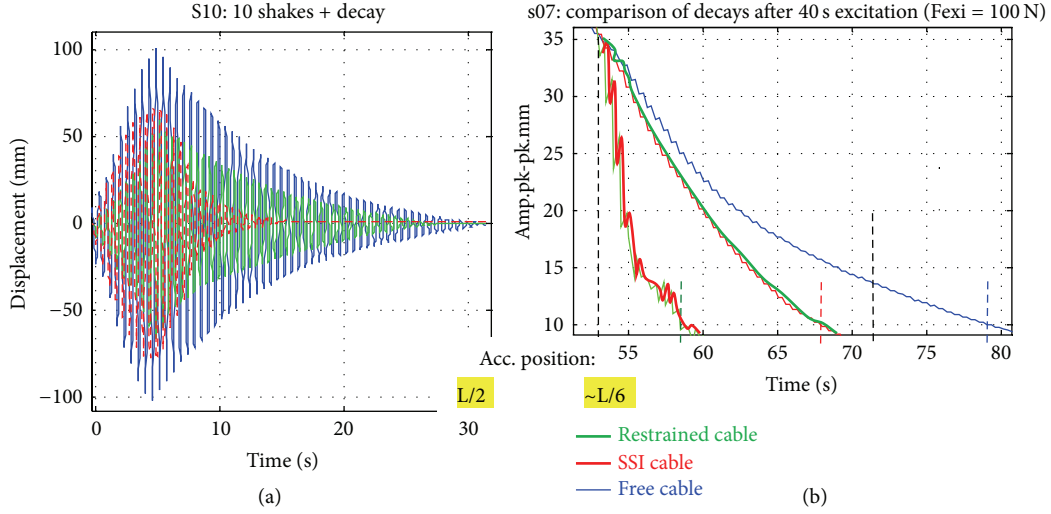 S10: 10 shakes + decay
100
50
0
−50
−100
Displacement (mm)
0
10
20
30
Time (s)
L/2
(a)
s07: comparison of decays after 40 s excitation (Fexi = 100 N)
35
30
25
20
15
10
Amp.pk-pk.mm
55
60
65
70
75
80
Time (s)
Acc. position:
~L/6
Restrained cable
SSI cable
Free cable
(b)